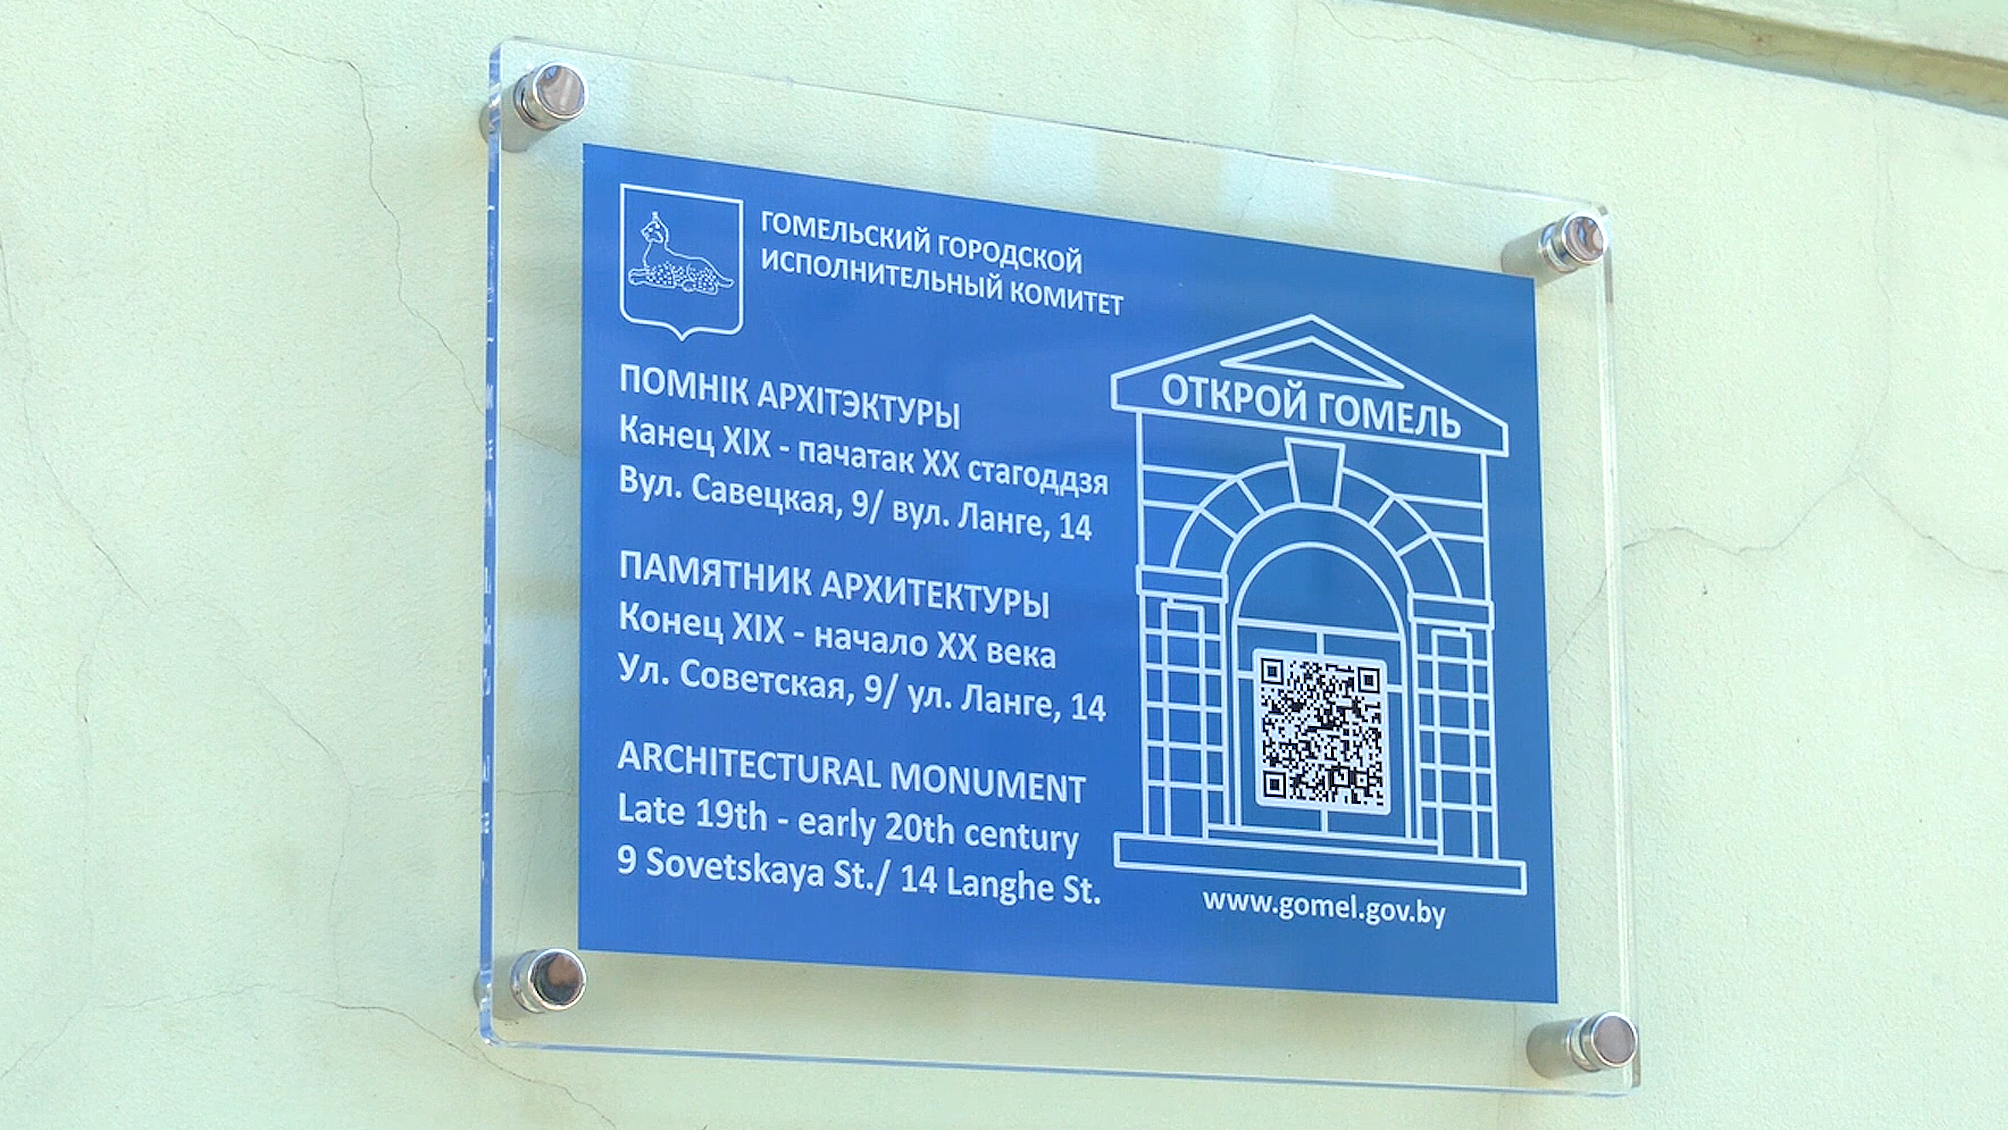 ГОМЕЛЬСКИЙ ГОРОДСКОЙ
ИСПОЛНИТЕЛЬНЫЙ КОМИТЕТ
ПОМНІК АРХІТЭКТУРЫ
Канец XIX - пачатак XX стагоддзя
Вул. Савецкая, 9/ вул. Ланге, 14
ПАМЯТНИК АРХИТЕКТУРЫ
Конец XIX - начало XX века
Ул. Советская, 9/ ул. Ланге, 14
ARCHITECTURAL MONUMENT
Late 19th - early 20th century
9 Sovetskaya St./ 14 Langhe St.
ОТКРОЙ ГОМЕЛЬ
www.gomel.gov.by